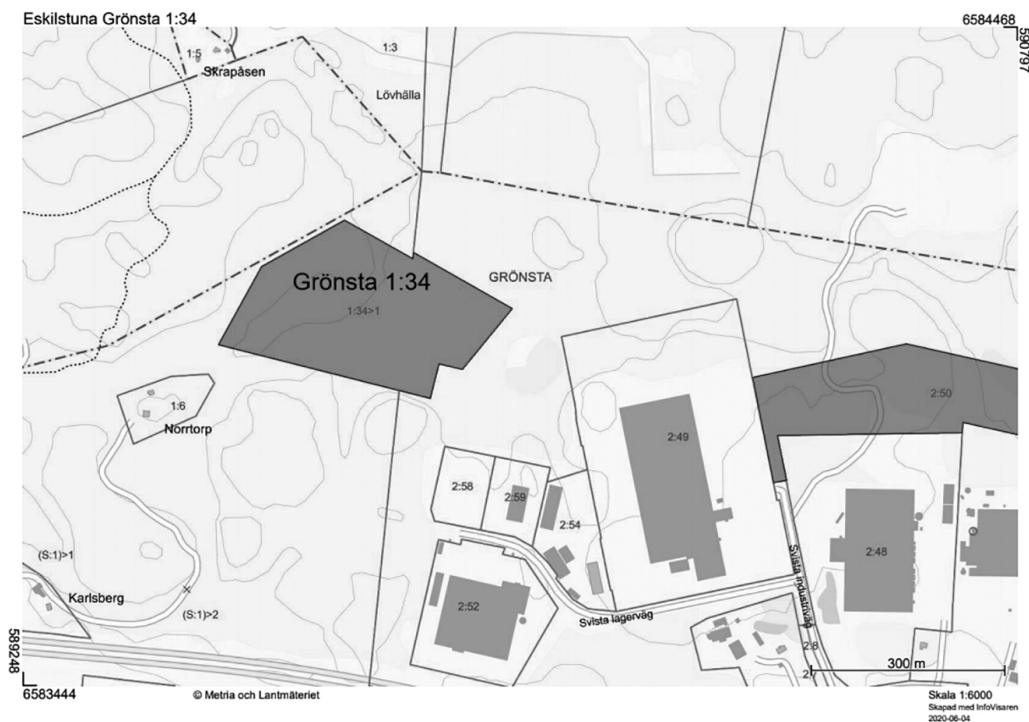 Eskilstuna Grönsta 1:34
6584468
590797
1:5
Skrapåsen
1:3
Lövhälla
Grönsta 1:34
1:34>1
GRÖNSTA
1:6
Norrtorp
2:50
2:49
2:58
2:59
2:54
2:48
2:52
(S:1)>1
Karlsberg
(S:1)>2
Svista lagerväg
Svista industriväg
2:8
300 m
589248
6583444
© Metria och Lantmäteriet
Skala 1:6000
Skapad med InfoVisaren
2020-06-04